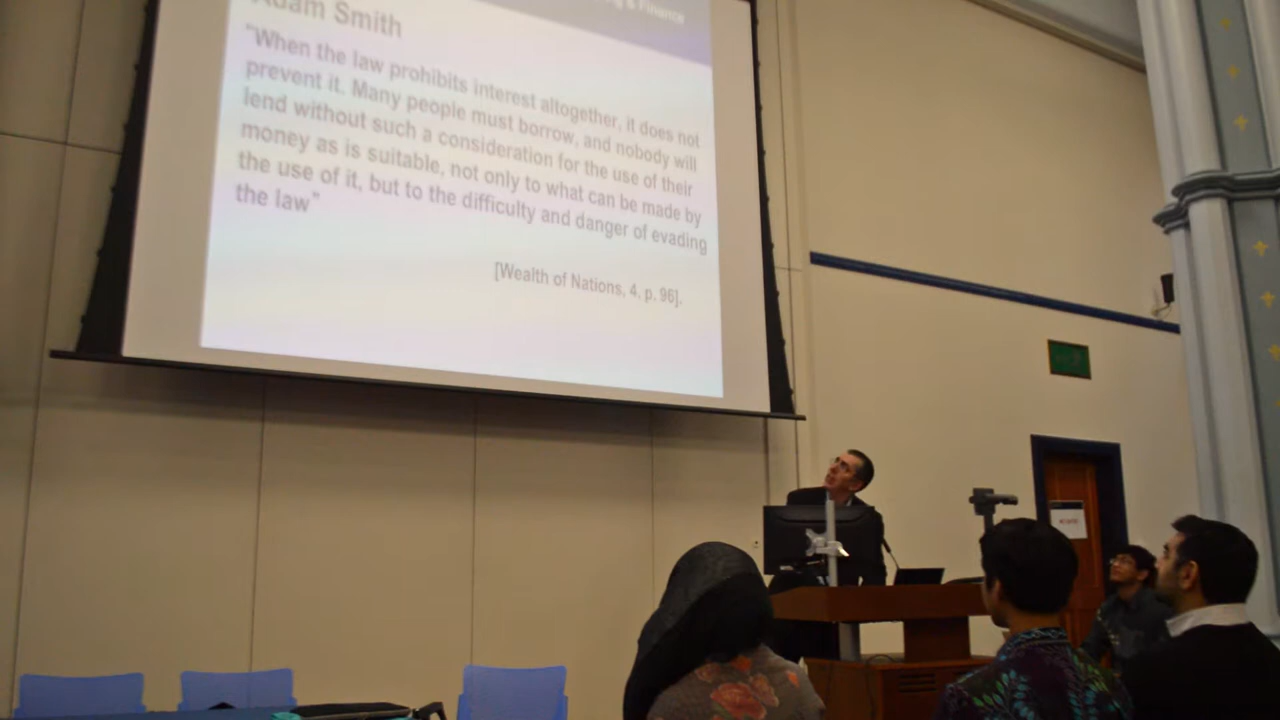 & Finance
Adam Smith
"When the law prohibits interest altogether, it does not
prevent it. Many people must borrow, and nobody will
lend without such a consideration for the use of their
money as is suitable, not only to what can be made by
the use of it, but to the difficulty and danger of evading
the law"
[Wealth of Nations, 4, p. 96].